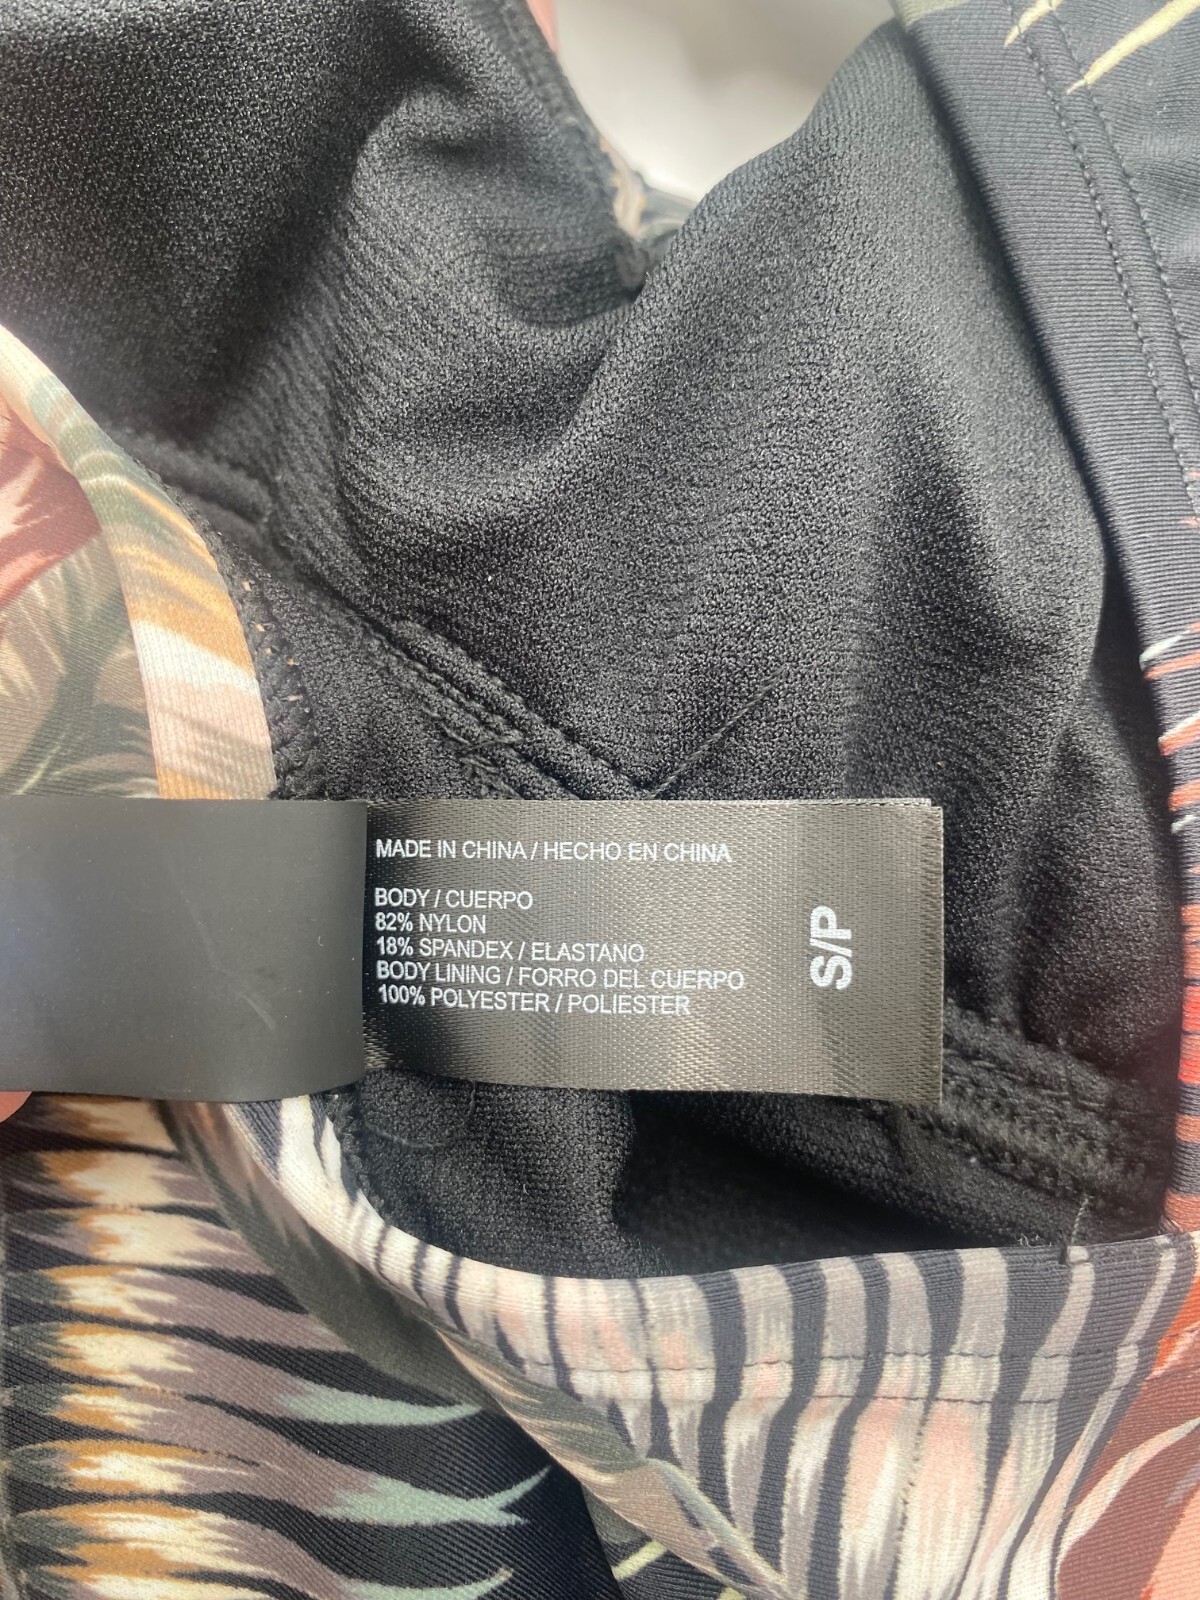 MADE IN CHINA / HECHO EN CHINA
BODY / CUERPO
82% NYLON
18% SPANDEX / ELASTANO
BODY LINING / FORRO DEL CUERPO
100% POLYESTER / POLIESTER
S/P